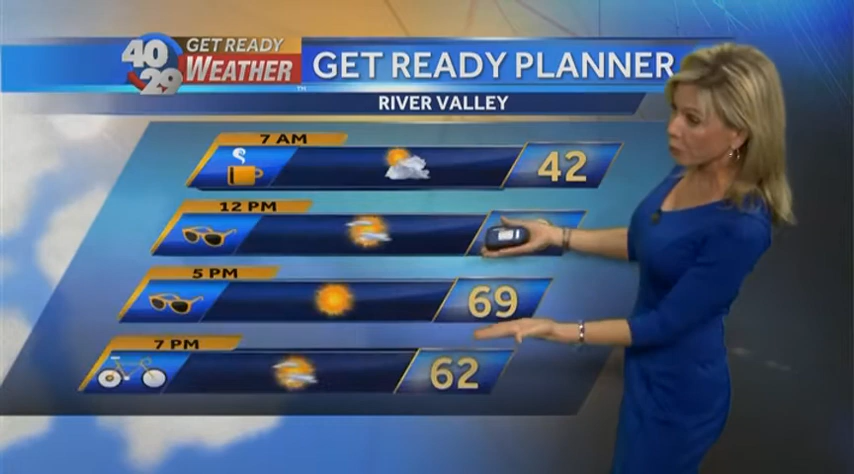 40
29
GET READY
WEATHER
TM
GET READY PLANNER
RIVER VALLEY
7 AM
42
12 PM
5 PM
69
7 PM
62